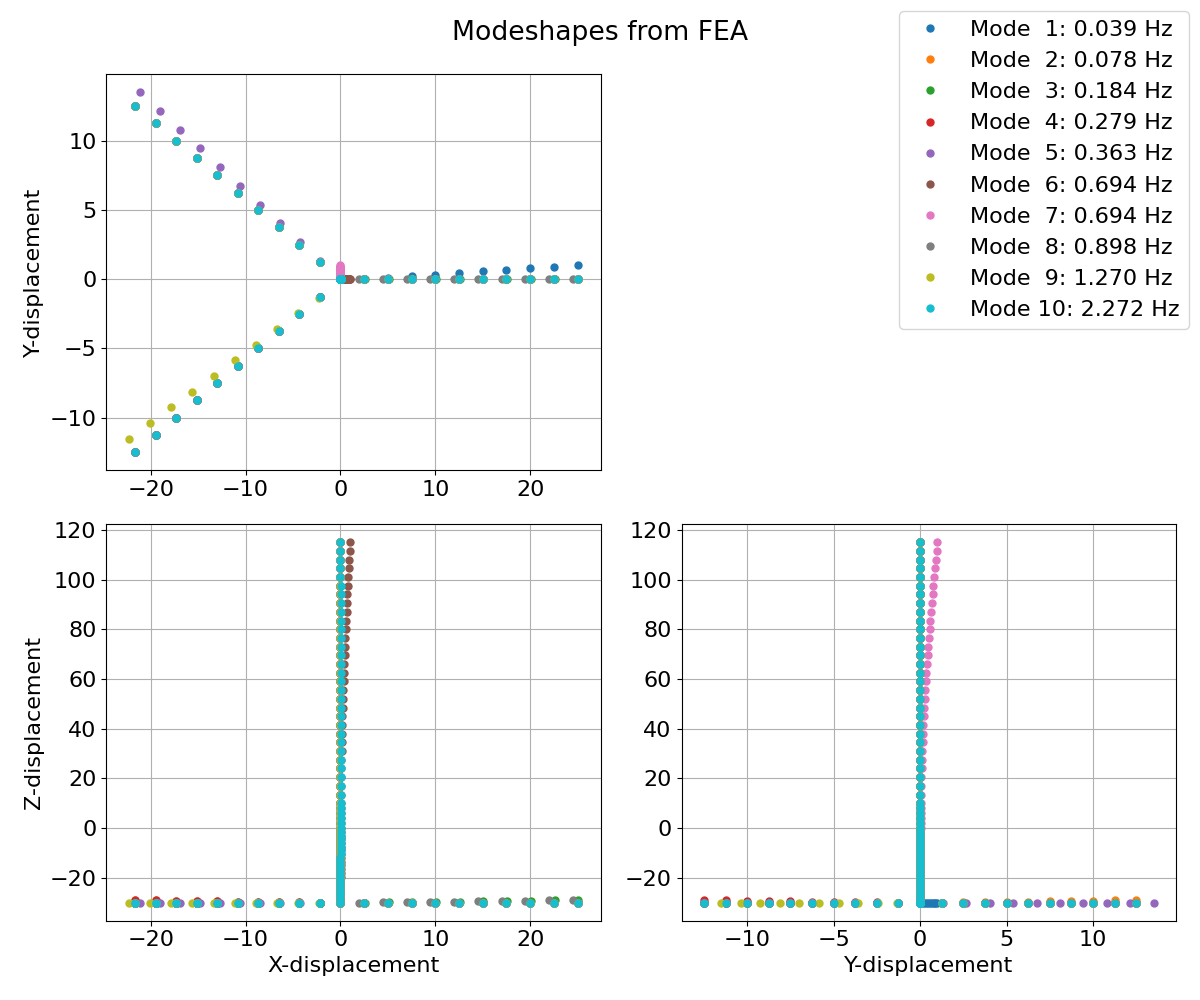 Modeshapes from FEA
Mode  1: 0.039 Hz
Mode  2: 0.078 Hz
Mode  3: 0.184 Hz
Mode  4: 0.279 Hz
Mode  5: 0.363 Hz
Mode  6: 0.694 Hz
Mode  7: 0.694 Hz
Mode  8: 0.898 Hz
Mode  9: 1.270 Hz
Mode 10: 2.272 Hz
Y-displacement
10
5
0
−5
−10
−20 −10 0 10 20
Z-displacement
120
100
80
60
40
20
0
−20
−20 −10 0 10 20
X-displacement
120
100
80
60
40
20
0
−20
−10 −5 0 5 10
Y-displacement